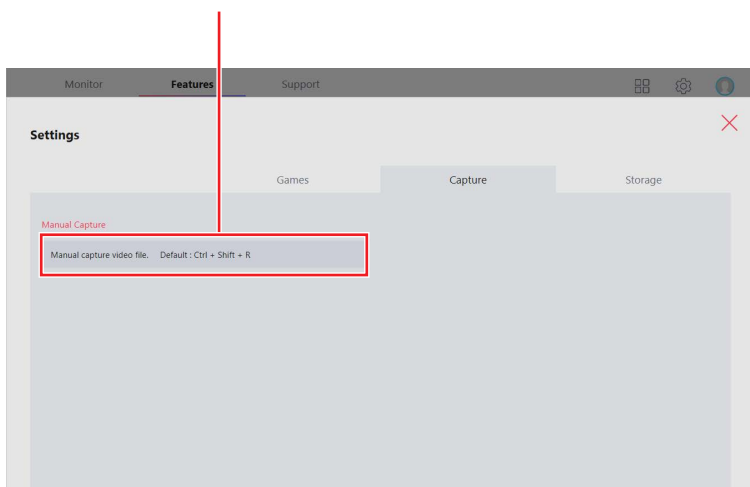 Monitor Features Support
Settings
Games Capture Storage
Manual Capture
Manual capture video file. Default : Ctrl + Shift + R